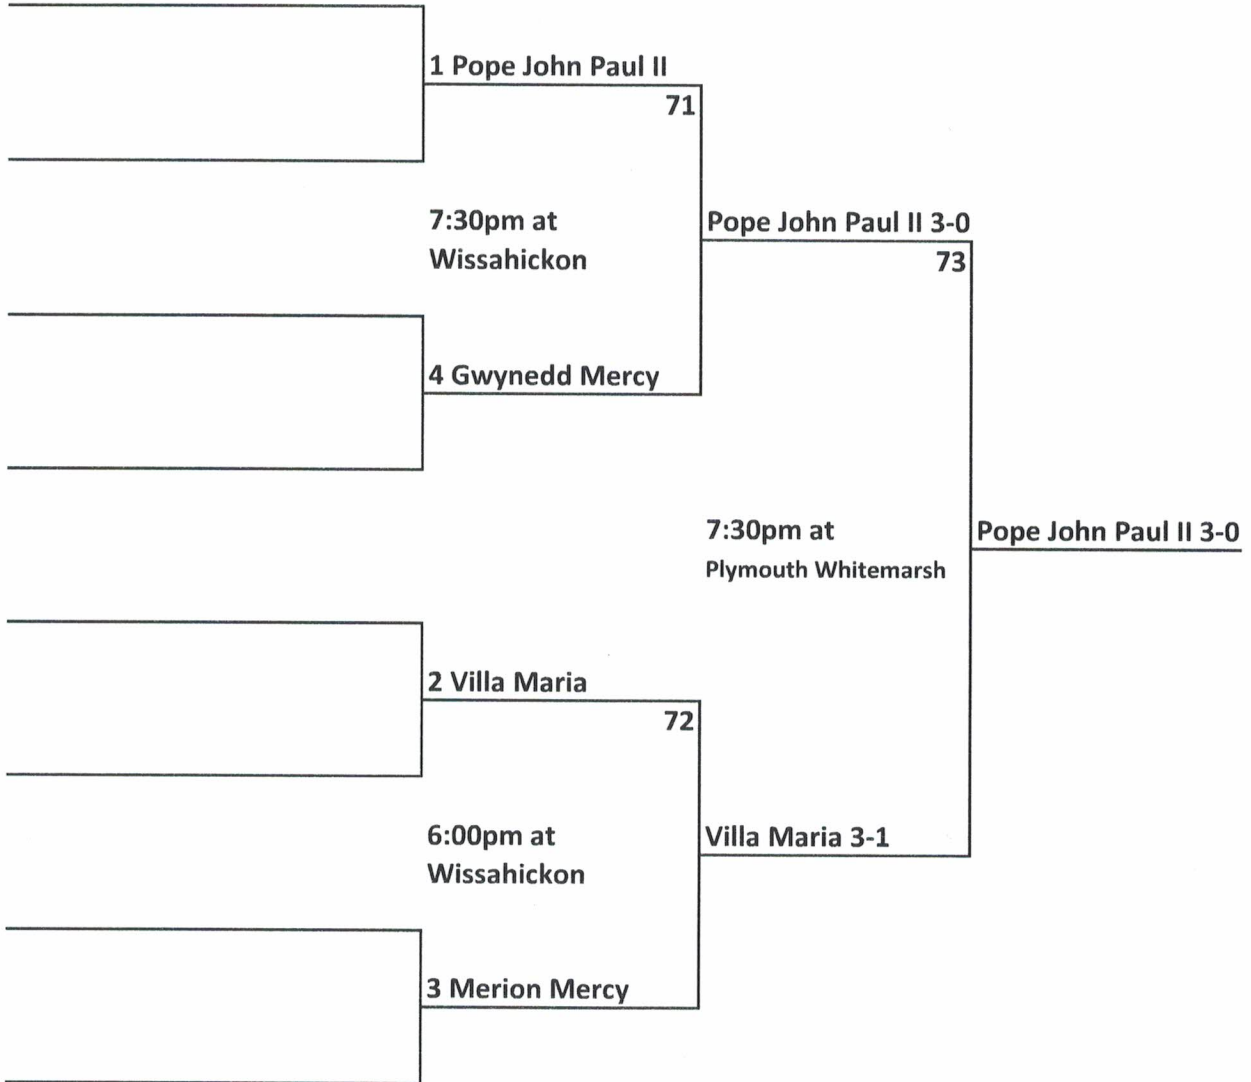 1 Pope John Paul II
71
7:30pm at
Wissahickon
Pope John Paul II 3-0
73
4 Gwynedd Mercy
7:30pm at
Plymouth Whitemarsh
Pope John Paul II 3-0
2 Villa Maria
72
6:00pm at
Wissahickon
Villa Maria 3-1
3 Merion Mercy